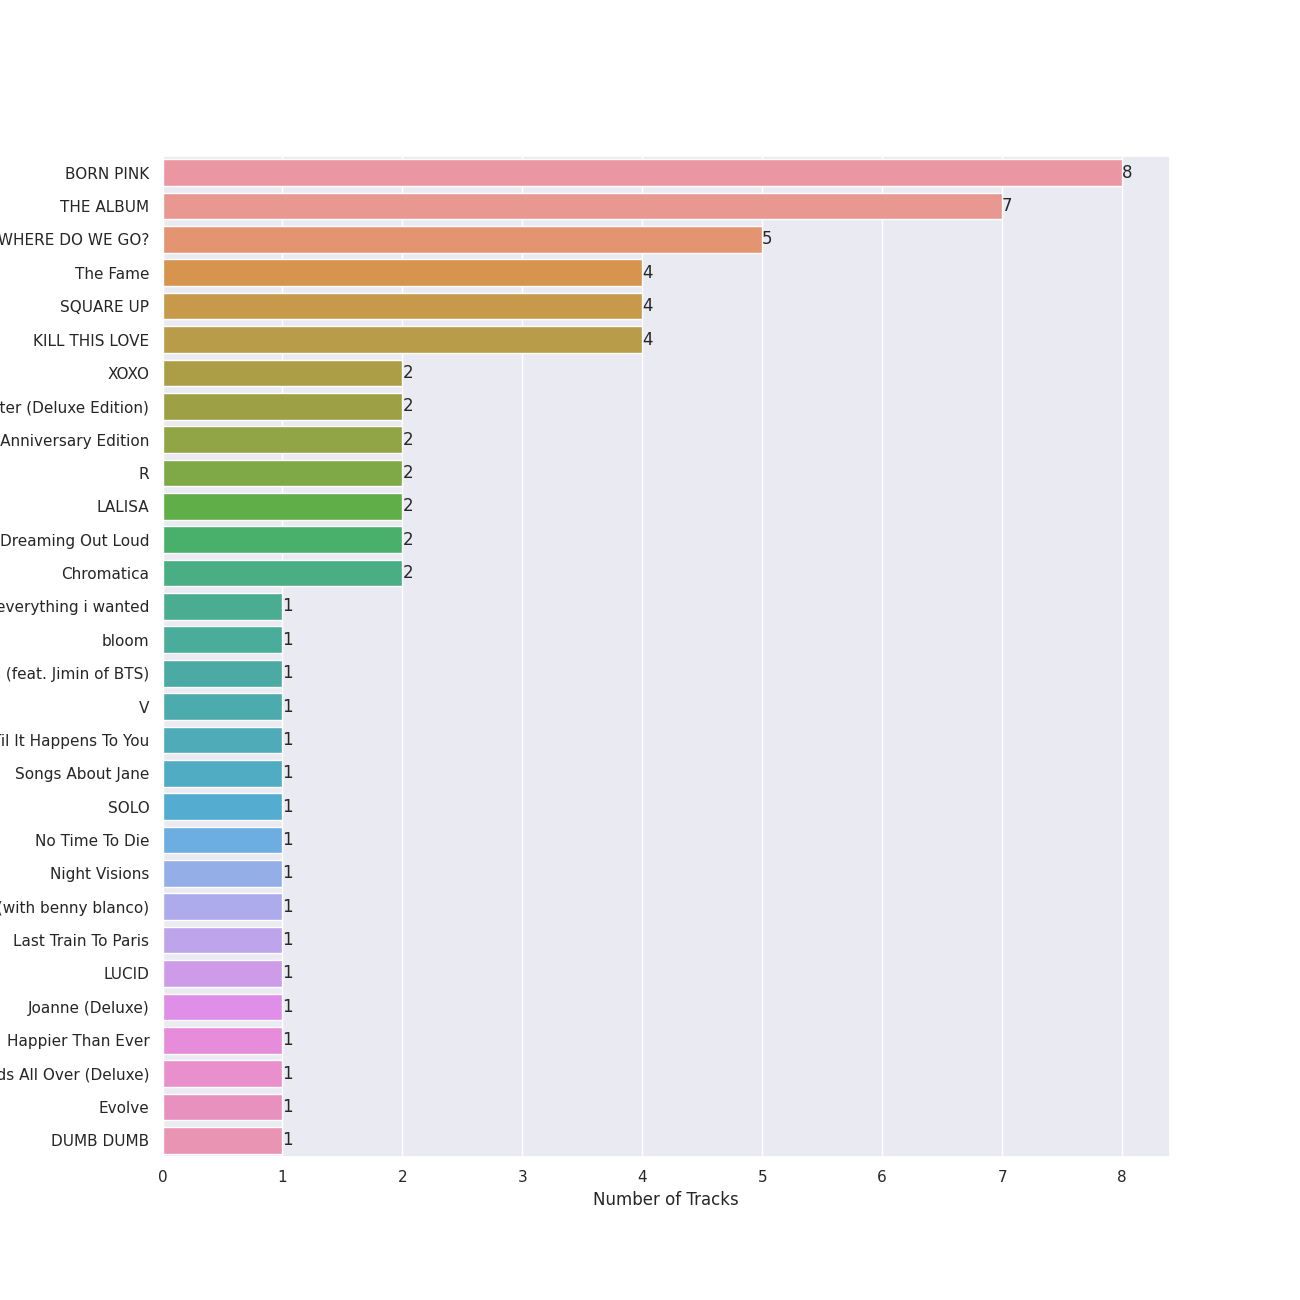 BORN PINK 8
THE ALBUM 7
WHERE DO WE GO? 5
The Fame 4
SQUARE UP 4
KILL THIS LOVE 4
XOXO 2
ter (Deluxe Edition) 2
Anniversary Edition 2
R 2
LALISA 2
Dreaming Out Loud 2
Chromatica 2
everything i wanted 1
bloom 1
(feat. Jimin of BTS) 1
V 1
il It Happens To You 1
Songs About Jane 1
SOLO 1
No Time To Die 1
Night Visions 1
(with benny blanco) 1
Last Train To Paris 1
LUCID 1
Joanne (Deluxe) 1
Happier Than Ever 1
ds All Over (Deluxe) 1
Evolve 1
DUMB DUMB 1
0 1 2 3 4 5 6 7 8
Number of Tracks